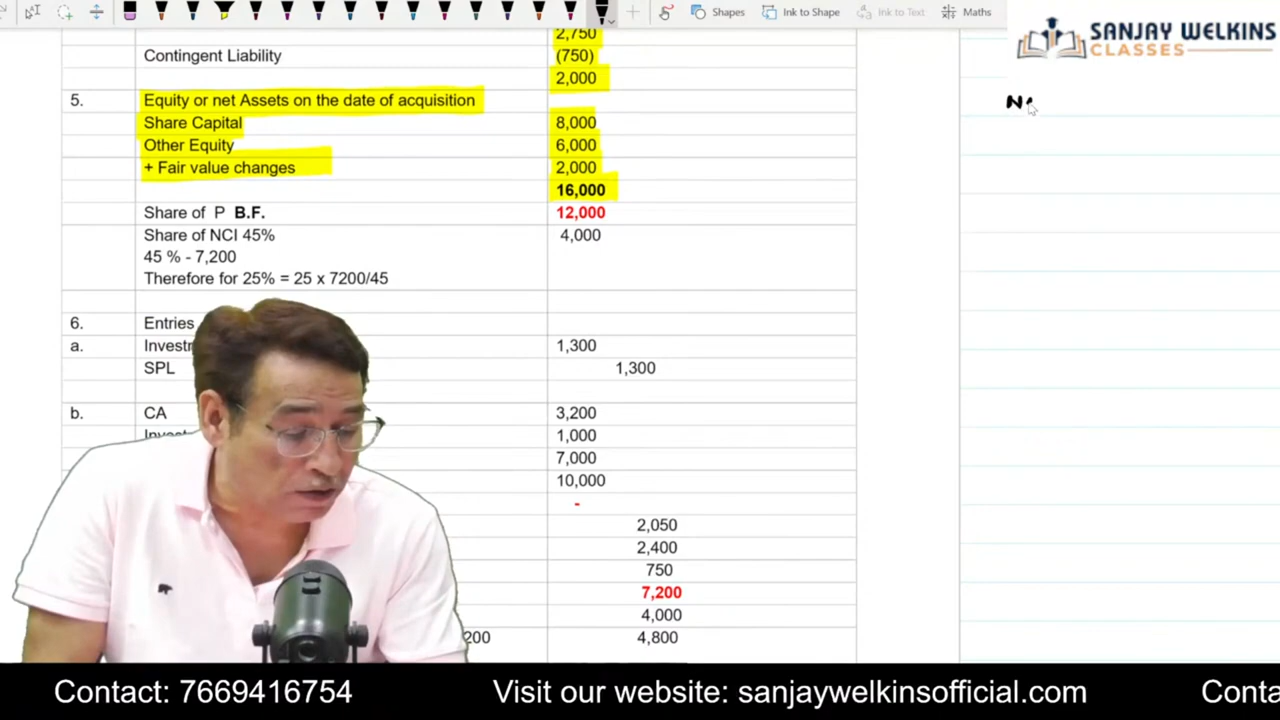 Shapes Ink to Shape Ink to Text Maths
SANJAY WELKINS
CLASSES
2,750
Contingent Liability (750)
2,000
5. Equity or net Assets on the date of acquisition
Share Capital 8,000
Other Equity 6,000
+ Fair value changes 2,000
16,000
Share of P B.F. 12,000
Share of NCI 45% 4,000
45 % - 7,200
Therefore for 25% = 25 x 7200/45
6. Entries
a. 1,300
SPL 1,300
b. CA 3,200
1,000
7,000
10,000
-
2,050
2,400
750
7,200
4,000
200 4,800
Contact: 7669416754 Visit our website: sanjaywelkinsofficial.com Conta